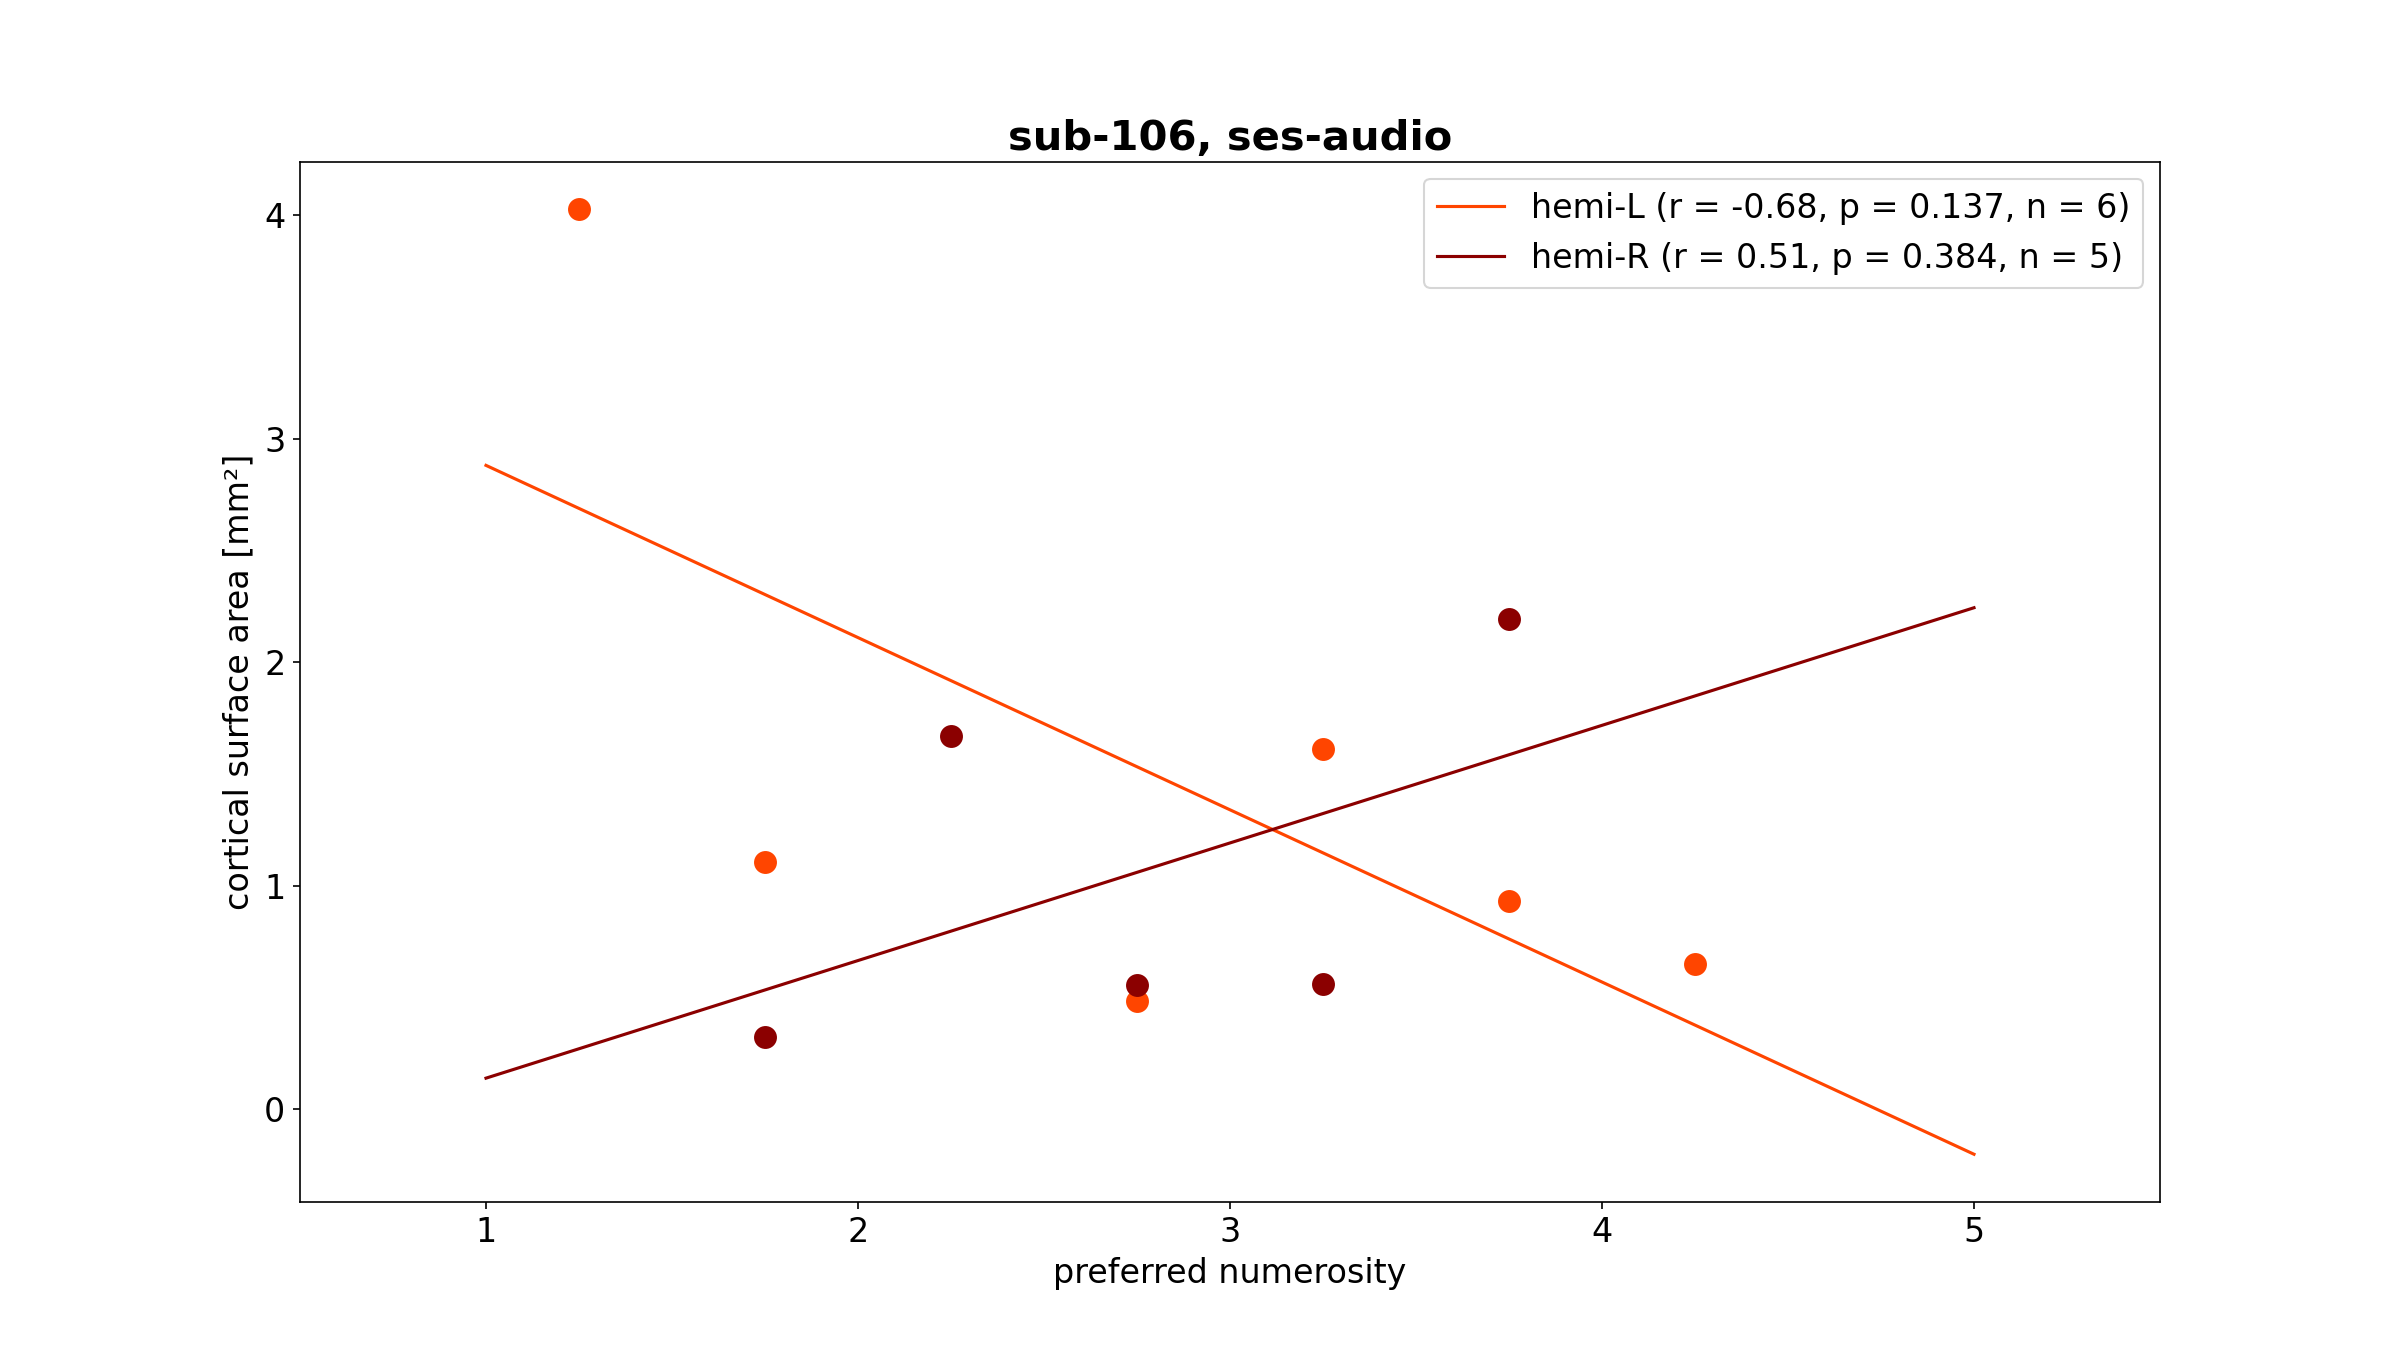 sub-106, ses-audio
hemi-L (r = -0.68, p = 0.137, n = 6)
hemi-R (r = 0.51, p = 0.384, n = 5)
cortical surface area [mm²]
4
3
2
1
0
1 2 3 4 5
preferred numerosity